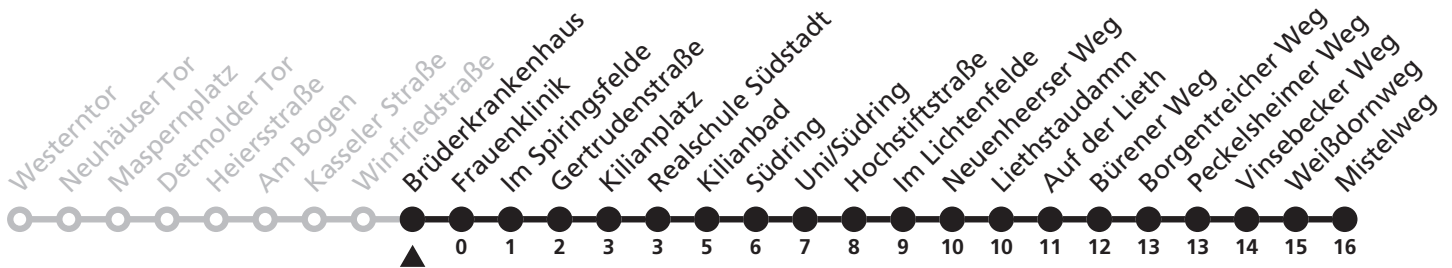 Westerntor
Neuhäuser Tor
Maspernplatz
Detmolder Tor
Heiersstraße
Am Bogen
Kasseler Straße
Winfriedstraße
Brüderkrankenhaus
Frauenklinik
Im Spiringsfelde
Gertrudenstraße
Kilianplatz
Realschule Südstadt
Kilianbad
Südring
Uni/Südring
Hochstiftstraße
Im Lichtenfelde
Neuenheerser Weg
Liethstaudamm
Auf der Lieth
Bürener Weg
Borgentreicher Weg
Peckelsheimer Weg
Vinsebecker Weg
Weißdornweg
Mistelweg
0 1 2 3 3 5 6 7 8 9 10 10 11 12 13 13 14 15 16